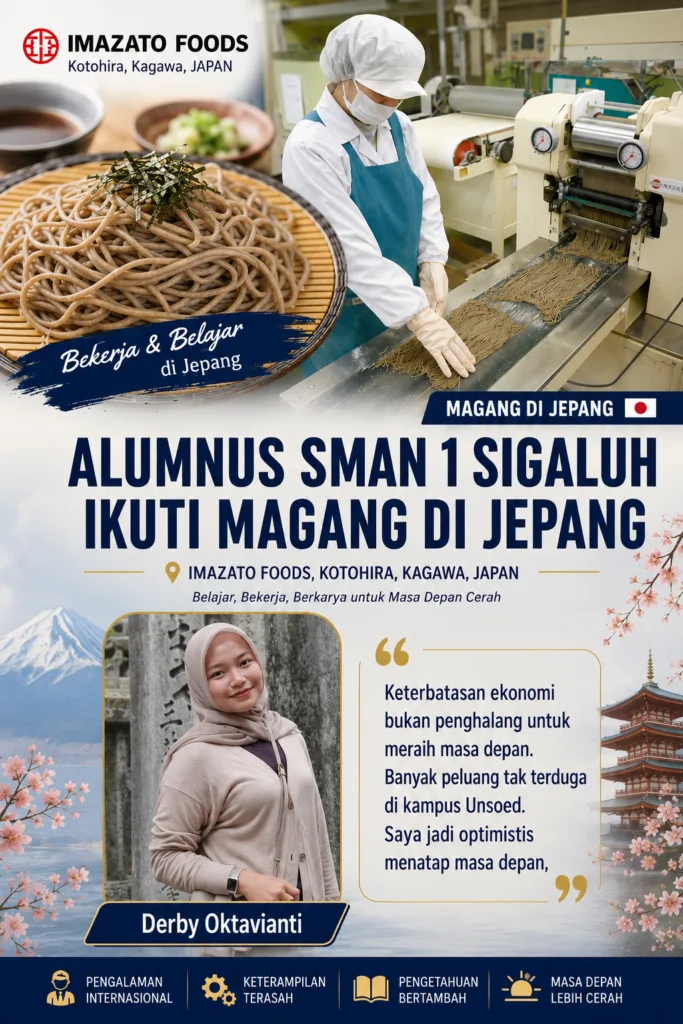 IMAZATO FOODS
Kotohira, Kagawa, JAPAN
Bekerja & Belajar
di Jepang
MAGANG DI JEPANG
ALUMNUS SMAN 1 SIGALUH
IKUTI MAGANG DI JEPANG
IMAZATO FOODS, KOTOHIRA, KAGAWA, JAPAN
Belajar, Bekerja, Berkarya untuk Masa Depan Cerah
“
Keterbatasan ekonomi
bukan penghalang untuk
meraih masa depan.
Banyak peluang tak terduga
di kampus Unsoed.
Saya jadi optimistis
menatap masa depan,
”
Derby Oktavianti
PENGALAMAN
INTERNASIONAL
KETERAMPILAN
TERASAH
PENGETAHUAN
BERTAMBAH
MASA DEPAN
LEBIH CERAH